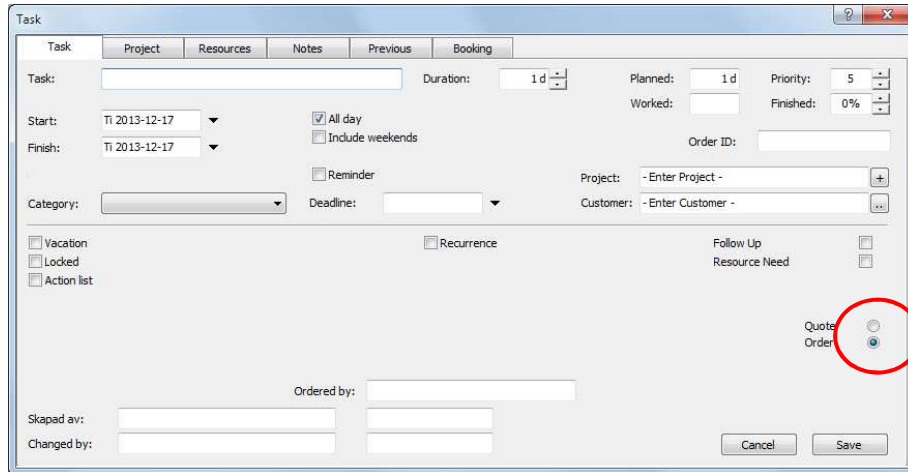 Task
Task Project Resources Notes Previous Booking
Task: Duration: 1 d Planned: 1 d Priority: 5
Worked: Finished: 0%
Start: Ti 2013-12-17 All day
Include weekends
Finish: Ti 2013-12-17 Order ID:
Reminder Project: - Enter Project - +
Category: Deadline: Customer: - Enter Customer - ..
Vacation Recurrence Follow Up
Locked Resource Need
Action list
Quote
Order
Ordered by:
Skapad av:
Changed by: Cancel Save